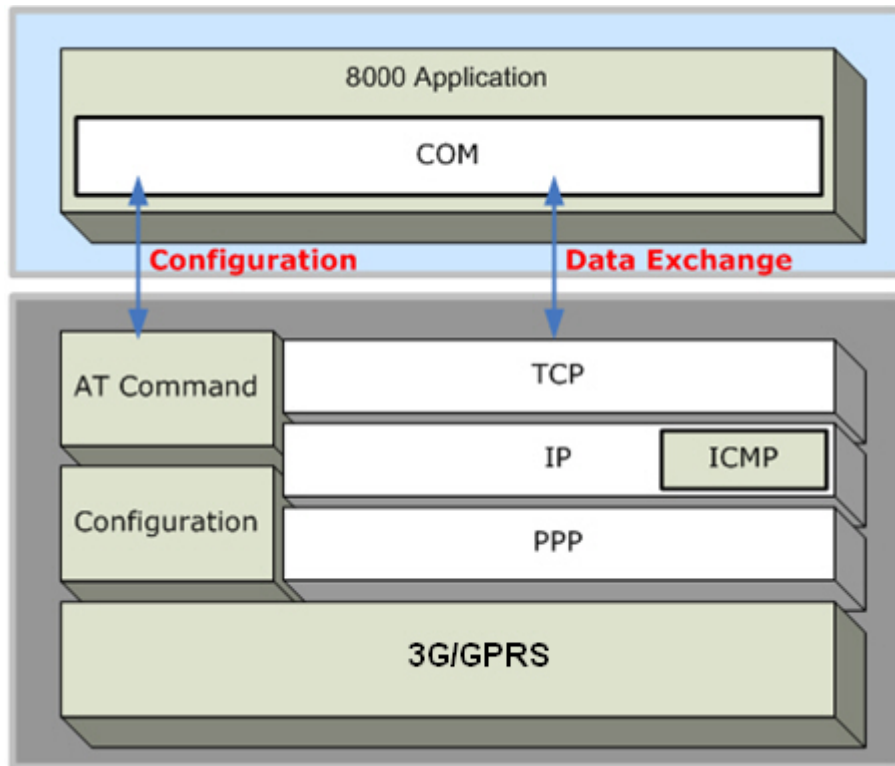 8000 Application
COM
Configuration
Data Exchange
AT Command
TCP
IP
ICMP
Configuration
PPP
3G/GPRS